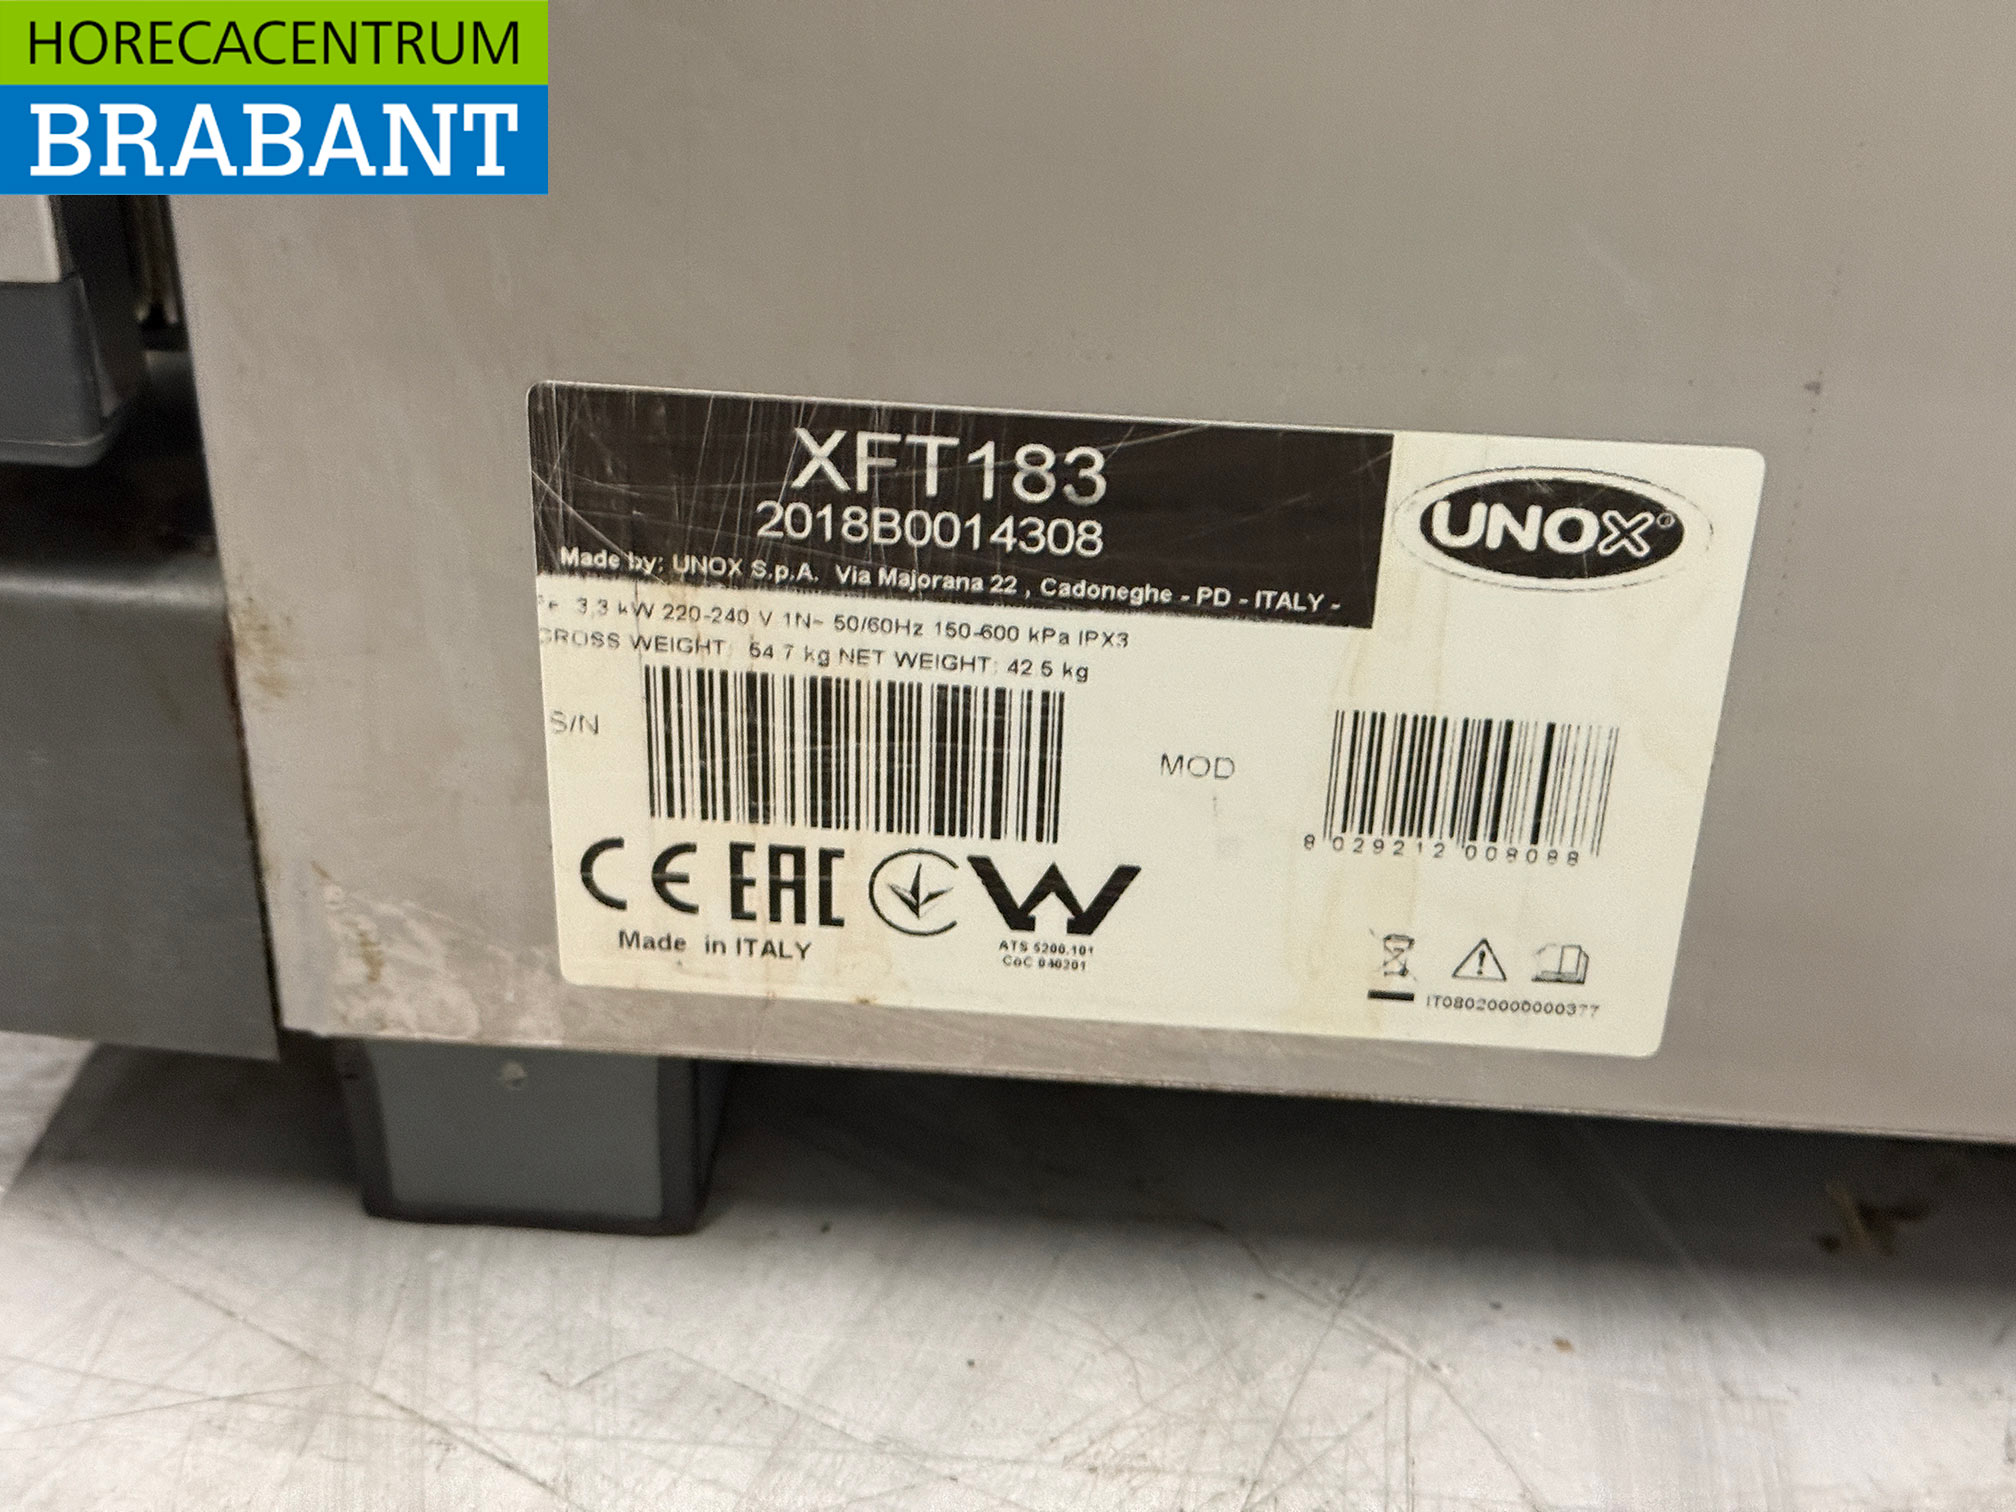 HORECACENTRUM
BRABANT
XFT183
2018B0014308
Made by: UNOX S.p.A. Via Majorana 22 , Cadoneghe - PD - ITALY -
3,3 kW 220-240 V 1N~ 50/60Hz 150-600 kPa IPX3
GROSS WEIGHT: 54.7 kg NET WEIGHT: 42.5 kg
UNOX®
S/N
MOD
8 029212 008098
CE EAC
Made in ITALY
ATS 5200.101
CoC 040201
IT08020000000377